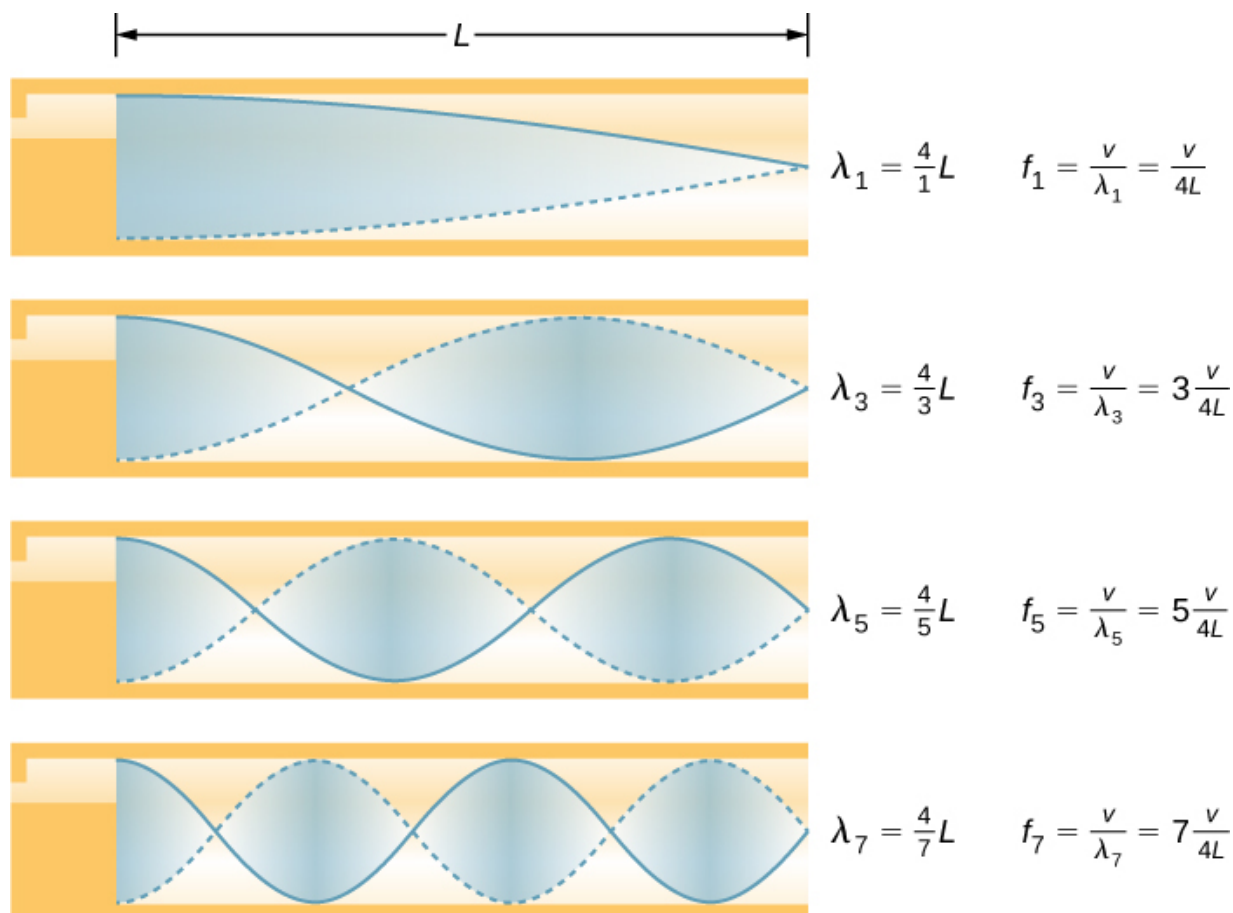 L
λ₁ = 4/1 L    f₁ = v/λ₁ = v/4L
λ₃ = 4/3 L    f₃ = v/λ₃ = 3 v/4L
λ₅ = 4/5 L    f₅ = v/λ₅ = 5 v/4L
λ₇ = 4/7 L    f₇ = v/λ₇ = 7 v/4L